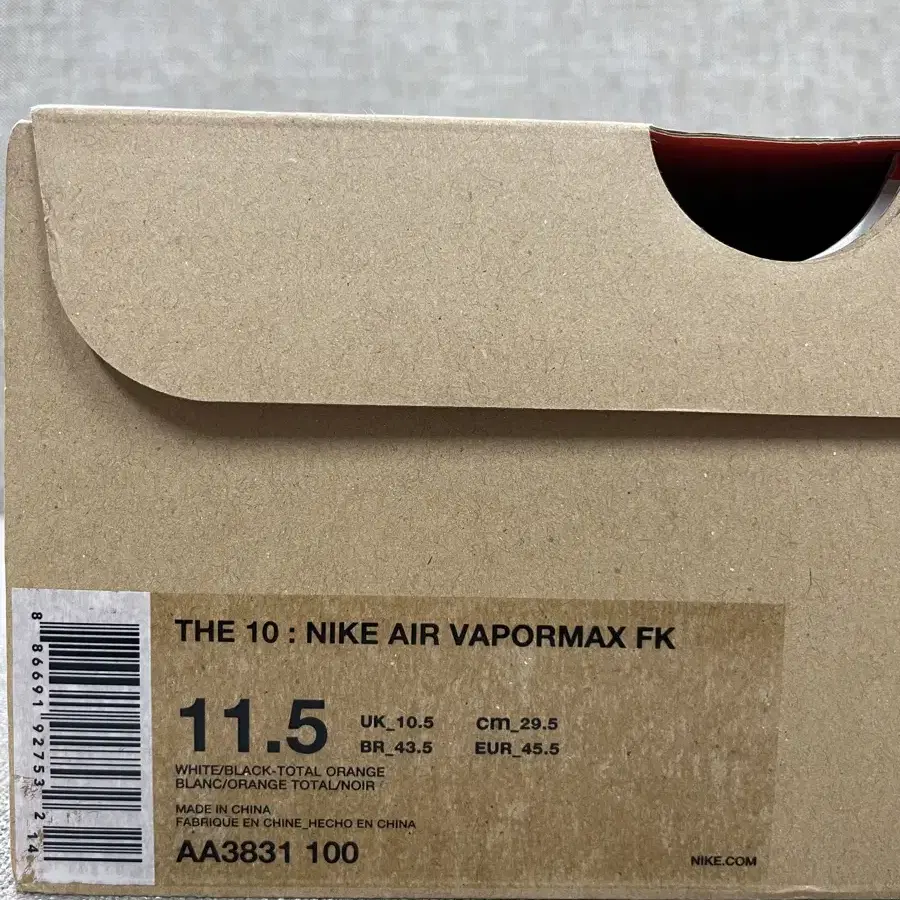 THE 10 : NIKE AIR VAPORMAX FK
11.5
UK_10.5 cm_29.5
BR_43.5 EUR_45.5
WHITE/BLACK-TOTAL ORANGE
BLANC/ORANGE TOTAL/NOIR
MADE IN CHINA
FABRIQUE EN CHINE_HECHO EN CHINA
AA3831 100
NIKE.COM
8 86691 92753 2 14